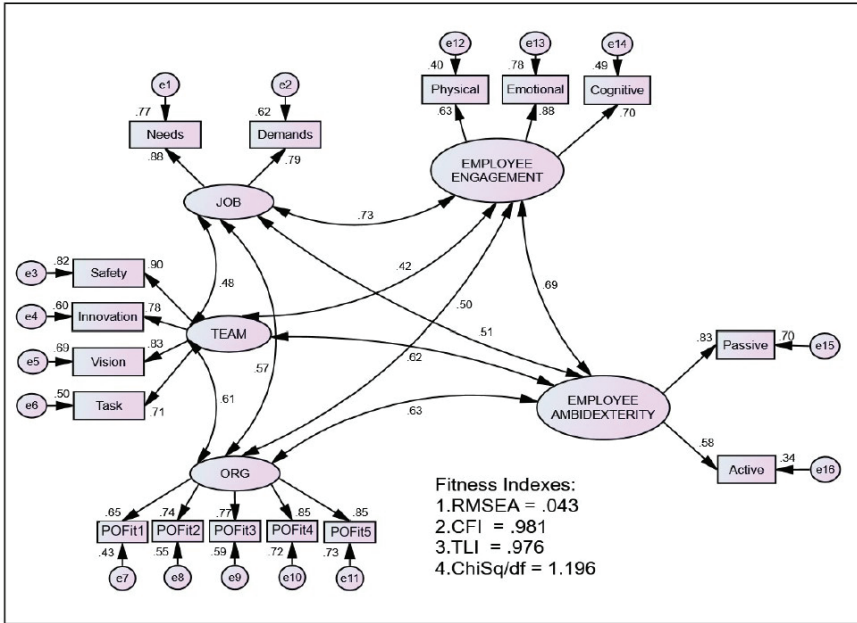 e12
e13
e14
.40
.78
.49
Physical
Emotional
Cognitive
.63
.88
.70
EMPLOYEE
ENGAGEMENT
e1
e2
.77
.62
Needs
Demands
.88
.79
JOB
.73
.48
.42
.50
.69
.51
.57
.62
.61
.63
e3
.82
Safety
.90
e4
.60
Innovation
.78
e5
.69
Vision
.83
e6
.50
Task
.71
TEAM
.83
Passive
.70
e15
EMPLOYEE
AMBIDEXTERITY
.58
Active
.34
e16
ORG
.65
.74
.77
.85
.85
POFit1
POFit2
POFit3
POFit4
POFit5
.43
.55
.59
.72
.73
e7
e8
e9
e10
e11
Fitness Indexes:
1.RMSEA = .043
2.CFI = .981
3.TLI = .976
4.ChiSq/df = 1.196